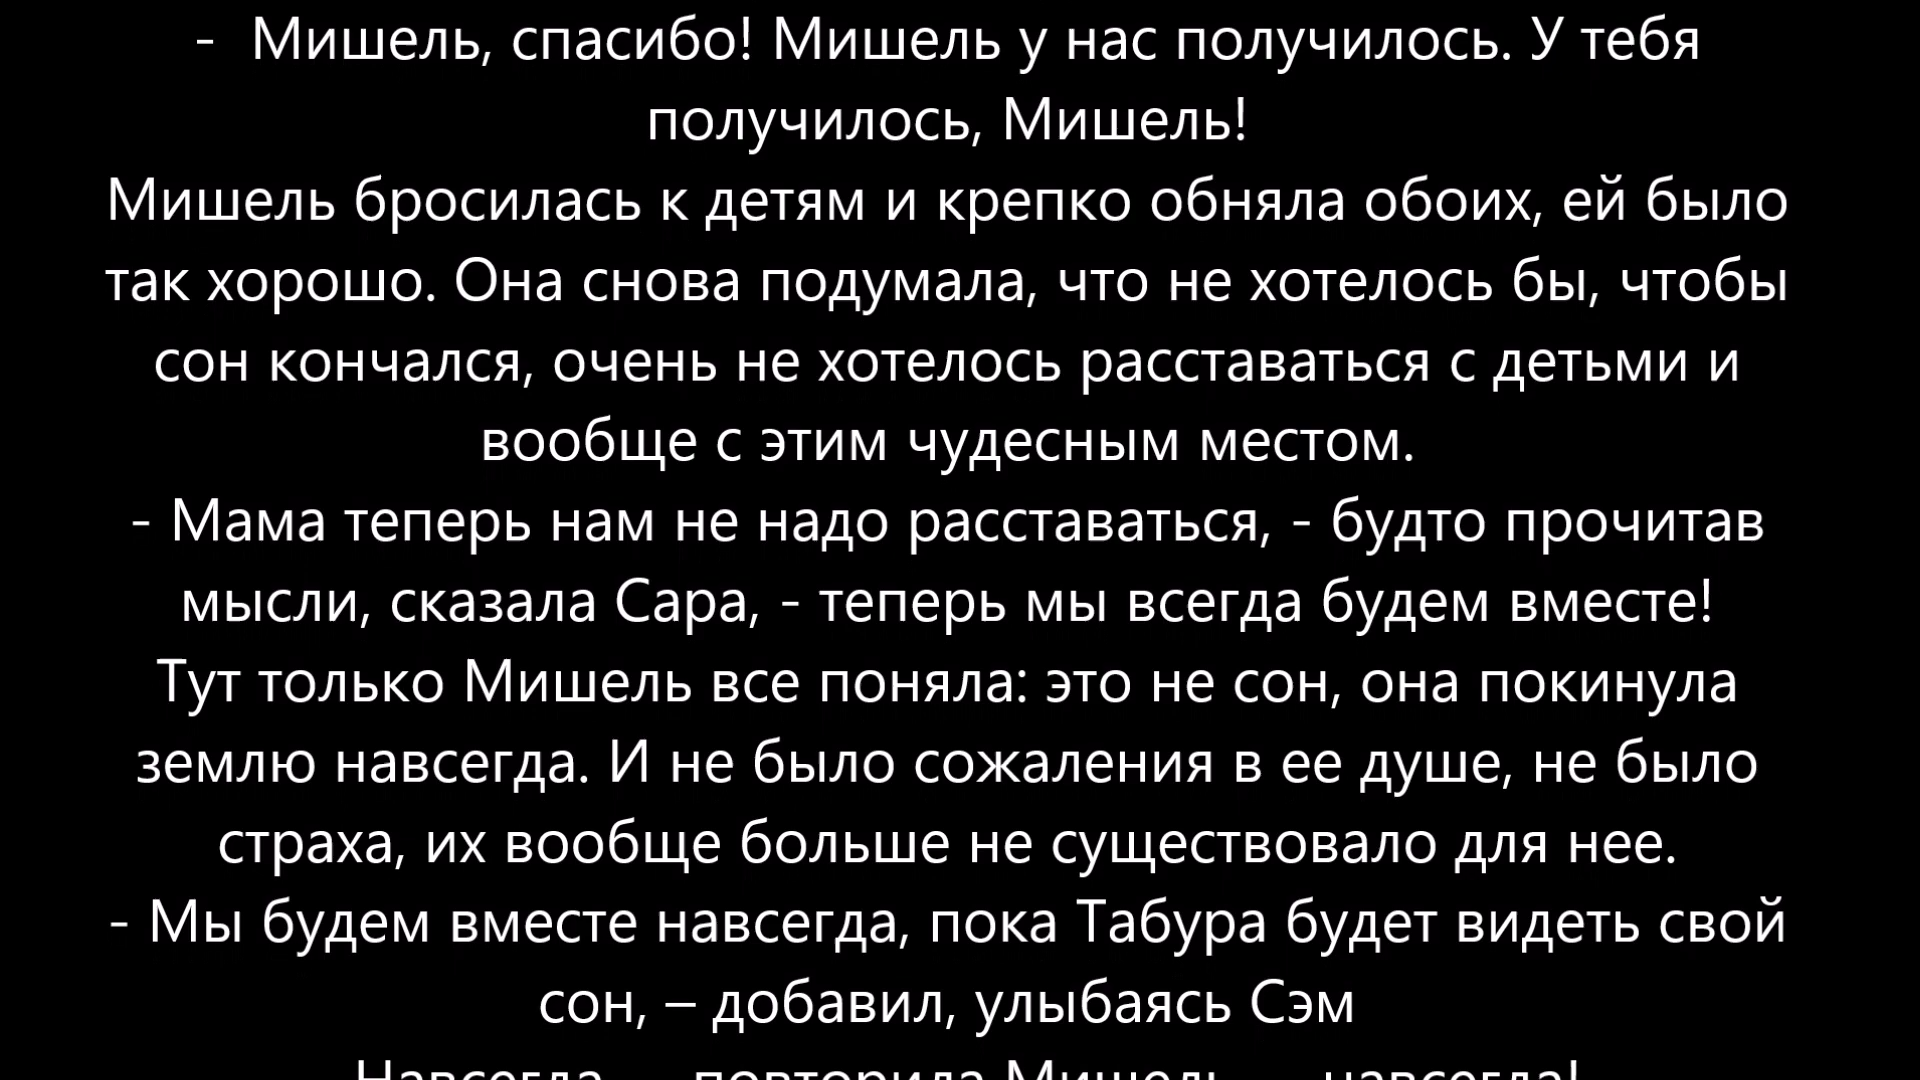 - Мишель, спасибо! Мишель у нас получилось. У тебя
получилось, Мишель!
Мишель бросилась к детям и крепко обняла обоих, ей было
так хорошо. Она снова подумала, что не хотелось бы, чтобы
сон кончался, очень не хотелось расставаться с детьми и
вообще с этим чудесным местом.
- Мама теперь нам не надо расставаться, - будто прочитав
мысли, сказала Сара, - теперь мы всегда будем вместе!
Тут только Мишель все поняла: это не сон, она покинула
землю навсегда. И не было сожаления в ее душе, не было
страха, их вообще больше не существовало для нее.
- Мы будем вместе навсегда, пока Табура будет видеть свой
сон, – добавил, улыбаясь Сэм
Навсегда, – повторила Мишель, – навсегда!